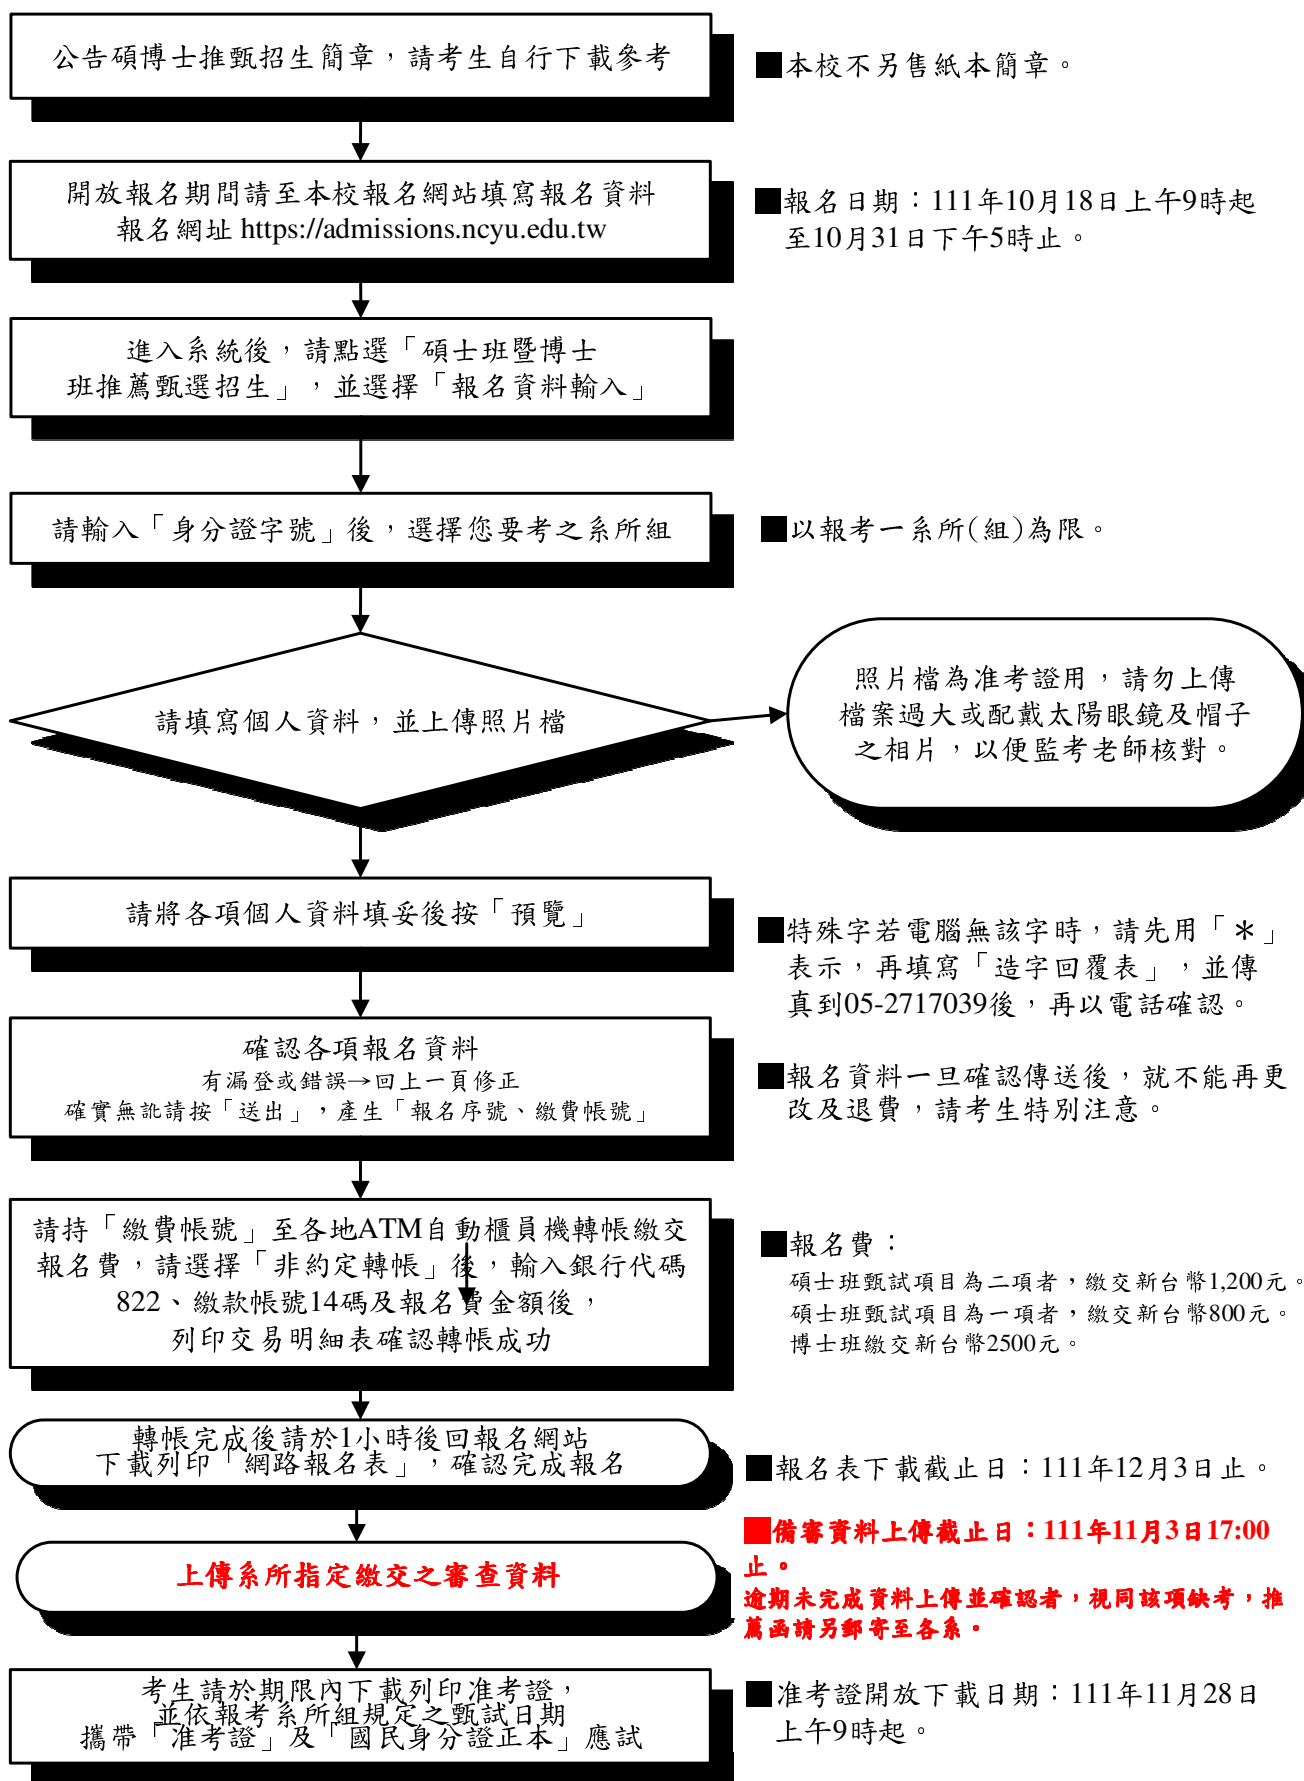 公告碩博士推甄招生簡章，請考生自行下載參考
■本校不另售紙本簡章。
開放報名期間請至本校報名網站填寫報名資料
報名網址 https://admissions.ncyu.edu.tw
■報名日期：111年10月18日上午9時起
至10月31日下午5時止。
進入系統後，請點選「碩士班暨博士
班推薦甄選招生」，並選擇「報名資料輸入」
請輸入「身分證字號」後，選擇您要考之系所組
■以報考一系所(組)為限。
請填寫個人資料，並上傳照片檔
照片檔為准考證用，請勿上傳
檔案過大或配戴太陽眼鏡及帽子
之相片，以便監考老師核對。
請將各項個人資料填妥後按「預覽」
■特殊字若電腦無該字時，請先用「＊」
表示，再填寫「造字回覆表」，並傳
真到05-2717039後，再以電話確認。
確認各項報名資料
有漏登或錯誤→回上一頁修正
確實無訛請按「送出」，產生「報名序號、繳費帳號」
■報名資料一旦確認傳送後，就不能再更
改及退費，請考生特別注意。
請持「繳費帳號」至各地ATM自動櫃員機轉帳繳交
報名費，請選擇「非約定轉帳」後，輸入銀行代碼
822、繳款帳號14碼及報名費金額後，
列印交易明細表確認轉帳成功
■報名費：
碩士班甄試項目為二項者，繳交新台幣1,200元。
碩士班甄試項目為一項者，繳交新台幣800元。
博士班繳交新台幣2500元。
轉帳完成後請於1小時後回報名網站
下載列印「網路報名表」，確認完成報名
■報名表下載截止日：111年12月3日止。
上傳系所指定繳交之審查資料
■備審資料上傳截止日：111年11月3日17:00
止。
逾期未完成資料上傳並確認者，視同該項缺考，推
薦函請另郵寄至各系。
考生請於期限內下載列印准考證，
並依報考系所組規定之甄試日期
攜帶「准考證」及「國民身分證正本」應試
■准考證開放下載日期：111年11月28日
上午9時起。